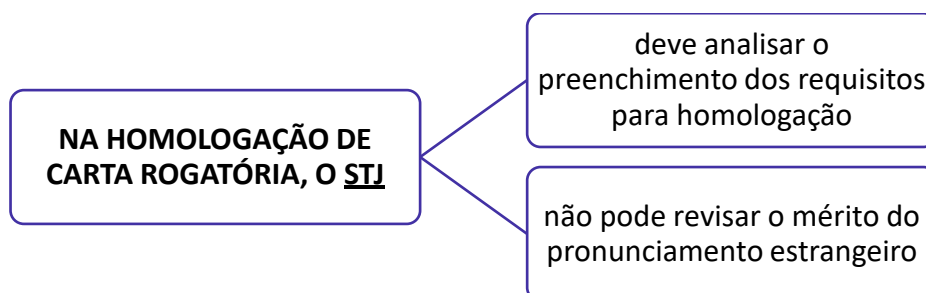 NA HOMOLOGAÇÃO DE
CARTA ROGATÓRIA, O STJ
deve analisar o
preenchimento dos requisitos
para homologação
não pode revisar o mérito do
pronunciamento estrangeiro